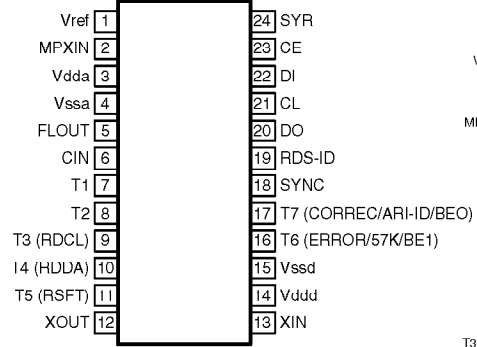 Vref 1
MPXIN 2
Vdda 3
Vssa 4
FLOUT 5
CIN 6
T1 7
T2 8
T3 (RDCL) 9
T4 (RDDA) 10
T5 (RSFT) 11
XOUT 12
24 SYR
23 CE
22 DI
21 CL
20 DO
19 RDS-ID
18 SYNC
17 T7 (CORREC/ARI-ID/BEO)
16 T6 (ERROR/57K/BE1)
15 Vssd
14 Vddd
13 XIN
T3